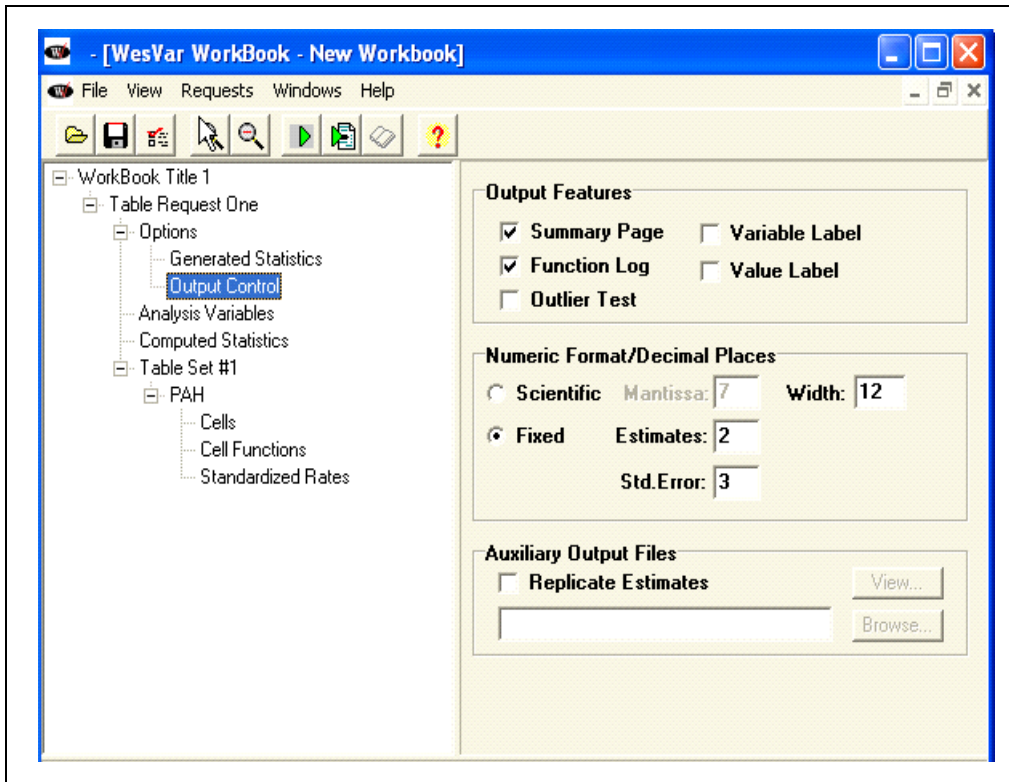 - [WesVar WorkBook - New Workbook]
File View Requests Windows Help
WorkBook Title 1
Table Request One
Options
Generated Statistics
Output Control
Analysis Variables
Computed Statistics
Table Set #1
PAH
Cells
Cell Functions
Standardized Rates
Output Features
Summary Page Variable Label
Function Log Value Label
Outlier Test
Numeric Format/Decimal Places
Scientific Mantissa: 7 Width: 12
Fixed Estimates: 2
Std.Error: 3
Auxiliary Output Files
Replicate Estimates View...
Browse...